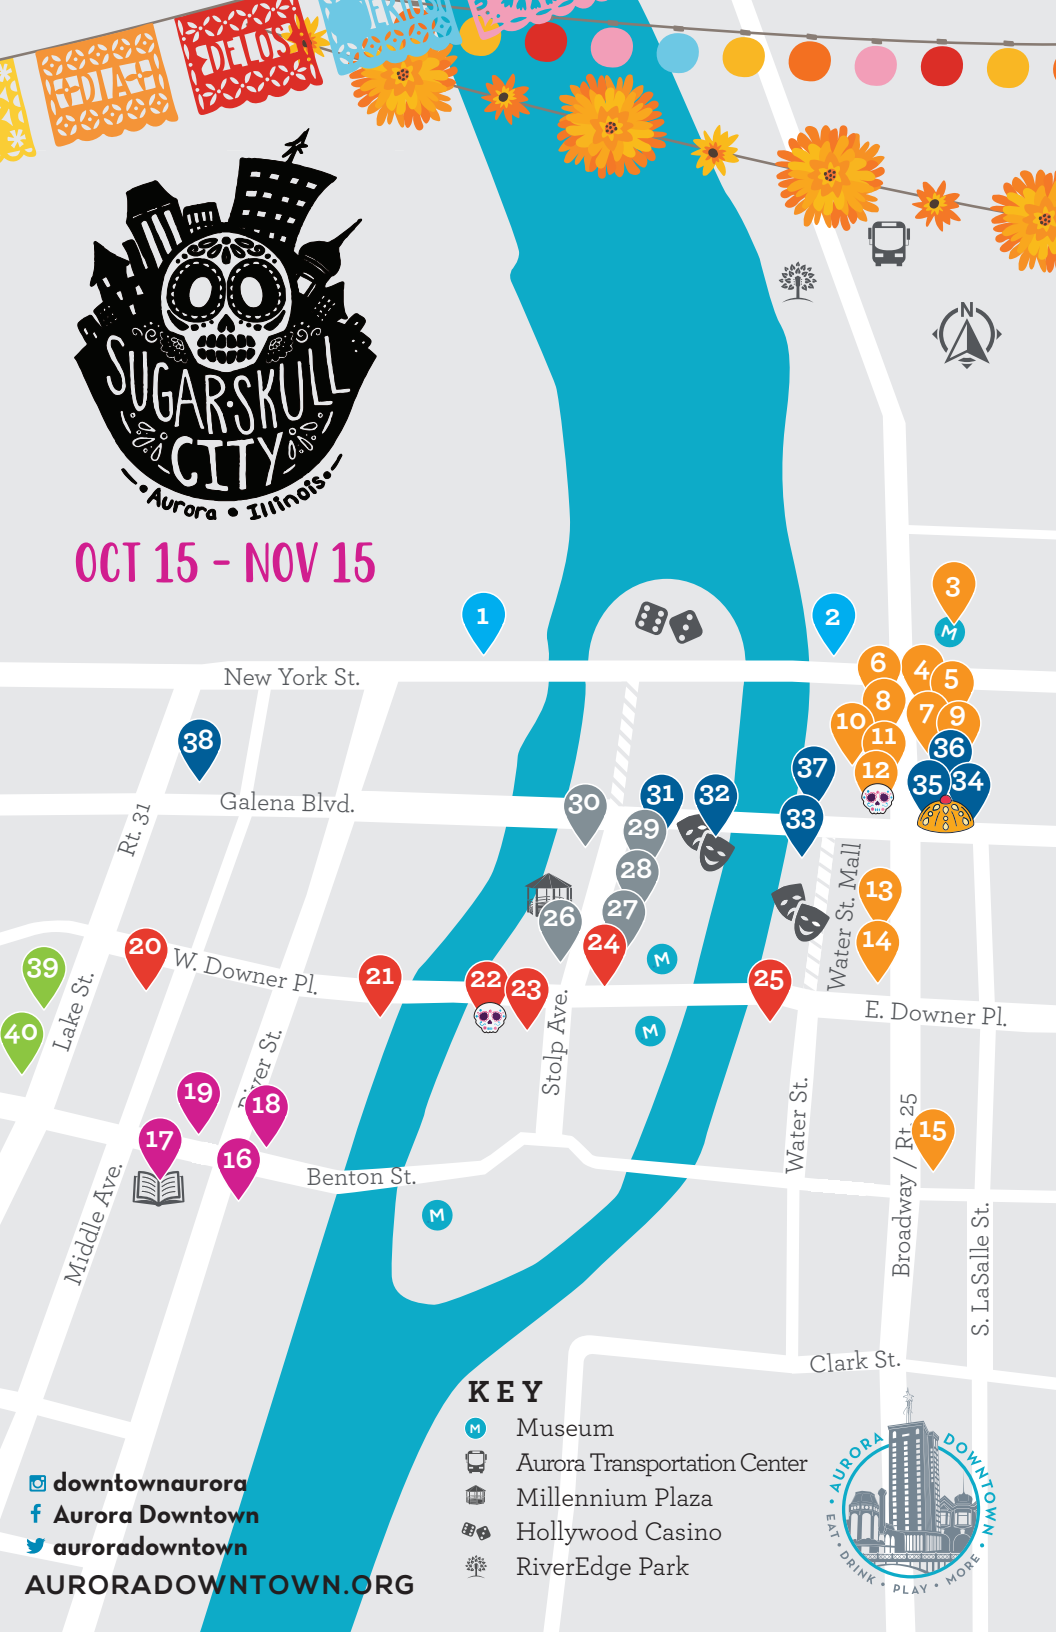 DÍA
DE LOS
SUGAR·SKULL
CITY
• Aurora • Illinois •
OCT 15 – NOV 15
N
3
M
1
2
New York St.
6
4
5
8
7
9
10
11
36
38
12
37
35
34
Galena Blvd.
30
31
32
33
29
Rt. 31
28
Water St. Mall
13
27
26
14
20
24
W. Downer Pl.
M
39
21
22
23
25
40
Lake St.
M
E. Downer Pl.
Stolp Ave.
River St.
19
18
17
16
Water St.
15
Broadway / Rt. 25
Benton St.
Middle Ave.
M
S. LaSalle St.
Clark St.
KEY
M Museum
Aurora Transportation Center
Millennium Plaza
Hollywood Casino
RiverEdge Park
downtownaurora
f Aurora Downtown
auroradowntown
AURORADOWNTOWN.ORG
• AURORA DOWNTOWN •
EAT • DRINK • PLAY • MORE